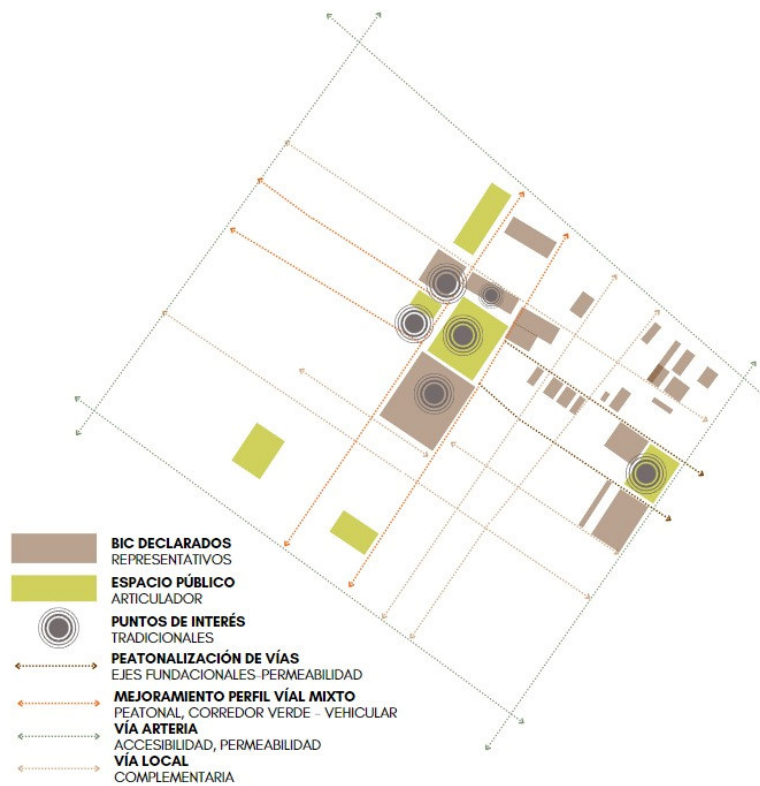 BIC DECLARADOS
REPRESENTATIVOS
ESPACIO PÚBLICO
ARTICULADOR
PUNTOS DE INTERÉS
TRADICIONALES
PEATONALIZACIÓN DE VÍAS
EJES FUNDACIONALES-PERMEABILIDAD
MEJORAMIENTO PERFIL VÍAL MIXTO
PEATONAL, CORREDOR VERDE - VEHICULAR
VÍA ARTERIA
ACCESIBILIDAD, PERMEABILIDAD
VÍA LOCAL
COMPLEMENTARIA